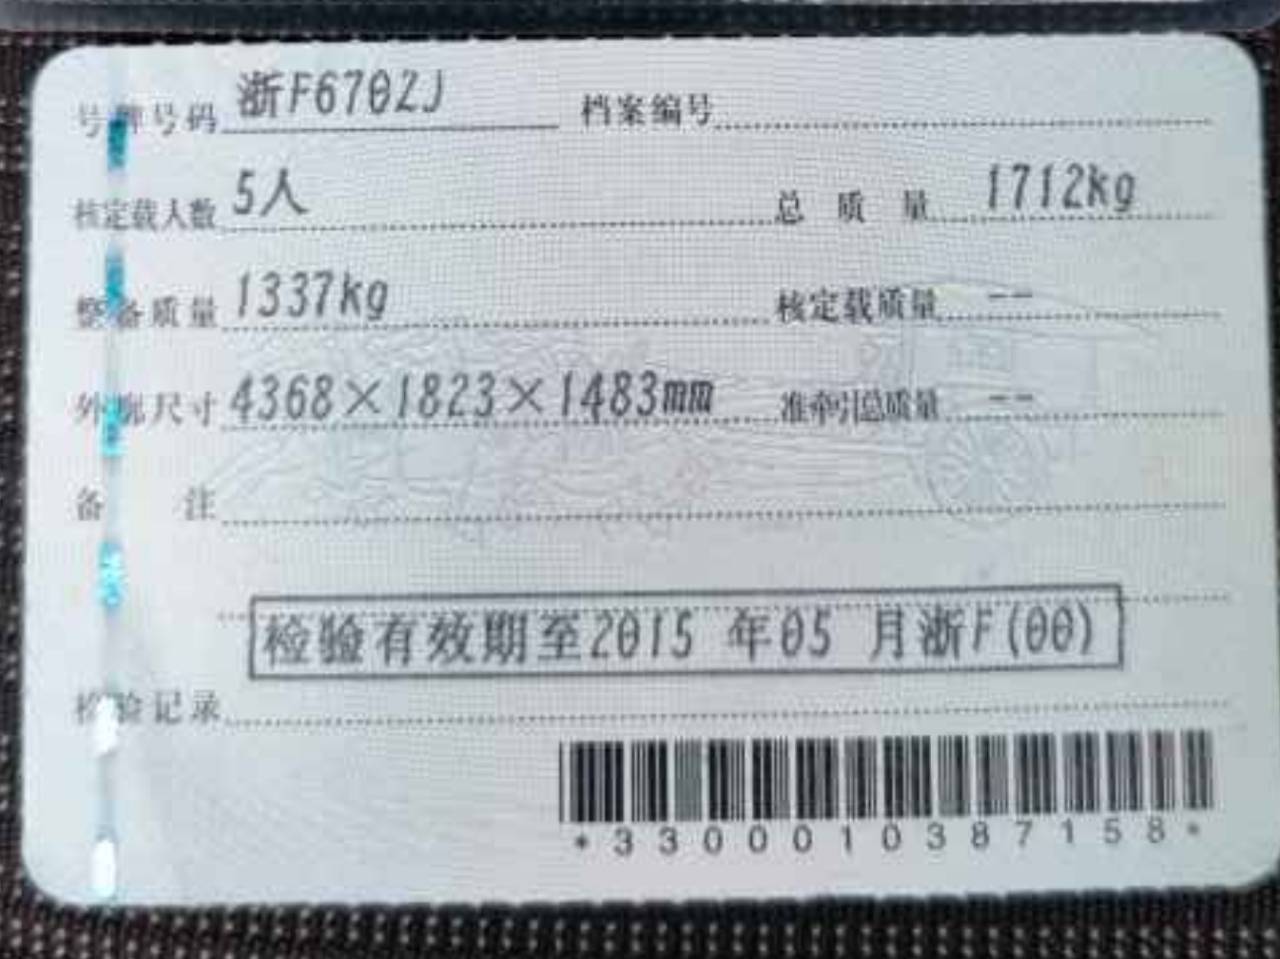 号牌号码 浙F6702J 档案编号
核定载人数 5人 总质量 1712kg
整备质量 1337kg 核定载质量 --
外廓尺寸 4368×1823×1483mm 准牵引总质量 --
备注
检验有效期至2015 年05 月浙F(00)
检验记录
*3300010387158*